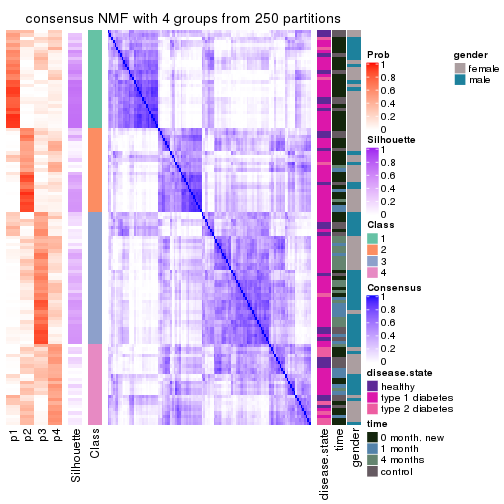 consensus NMF with 4 groups from 250 partitions
Prob
1
0.8
0.6
0.4
0.2
0
gender
female
male
Silhouette
1
0.8
0.6
0.4
0.2
0
Class
1
2
3
4
Consensus
1
0.8
0.6
0.4
0.2
0
disease.state
healthy
type 1 diabetes
type 2 diabetes
time
0 month. new
1 month
4 months
control
p1
p2
p3
p4
Silhouette
Class
disease.state
time
gender